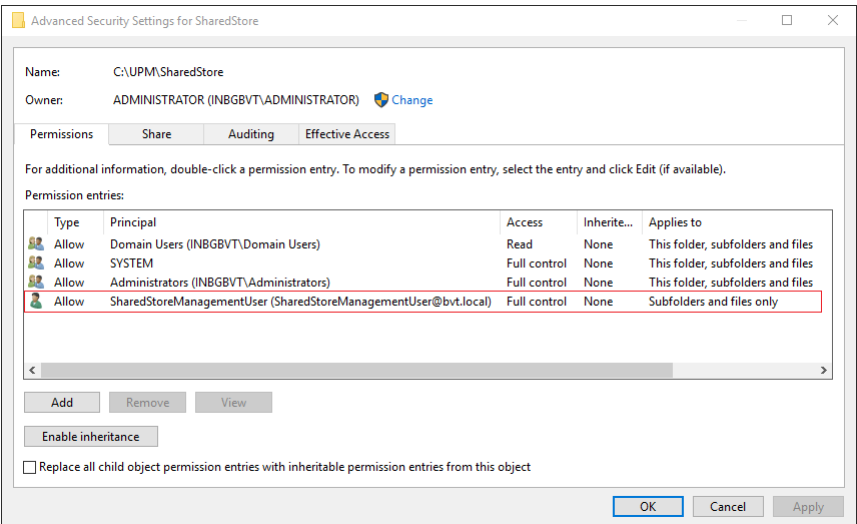 Advanced Security Settings for SharedStore
Name: C:\UPM\SharedStore
Owner: ADMINISTRATOR (INBGBVT\ADMINISTRATOR) Change
Permissions Share Auditing Effective Access
For additional information, double-click a permission entry. To modify a permission entry, select the entry and click Edit (if available).
Permission entries:
Type Principal Access Inherite... Applies to
Allow Domain Users (INBGBVT\Domain Users) Read None This folder, subfolders and files
Allow SYSTEM Full control None This folder, subfolders and files
Allow Administrators (INBGBVT\Administrators) Full control None This folder, subfolders and files
Allow SharedStoreManagementUser (SharedStoreManagementUser@bvt.local) Full control None Subfolders and files only
Add Remove View
Enable inheritance
Replace all child object permission entries with inheritable permission entries from this object
OK Cancel Apply